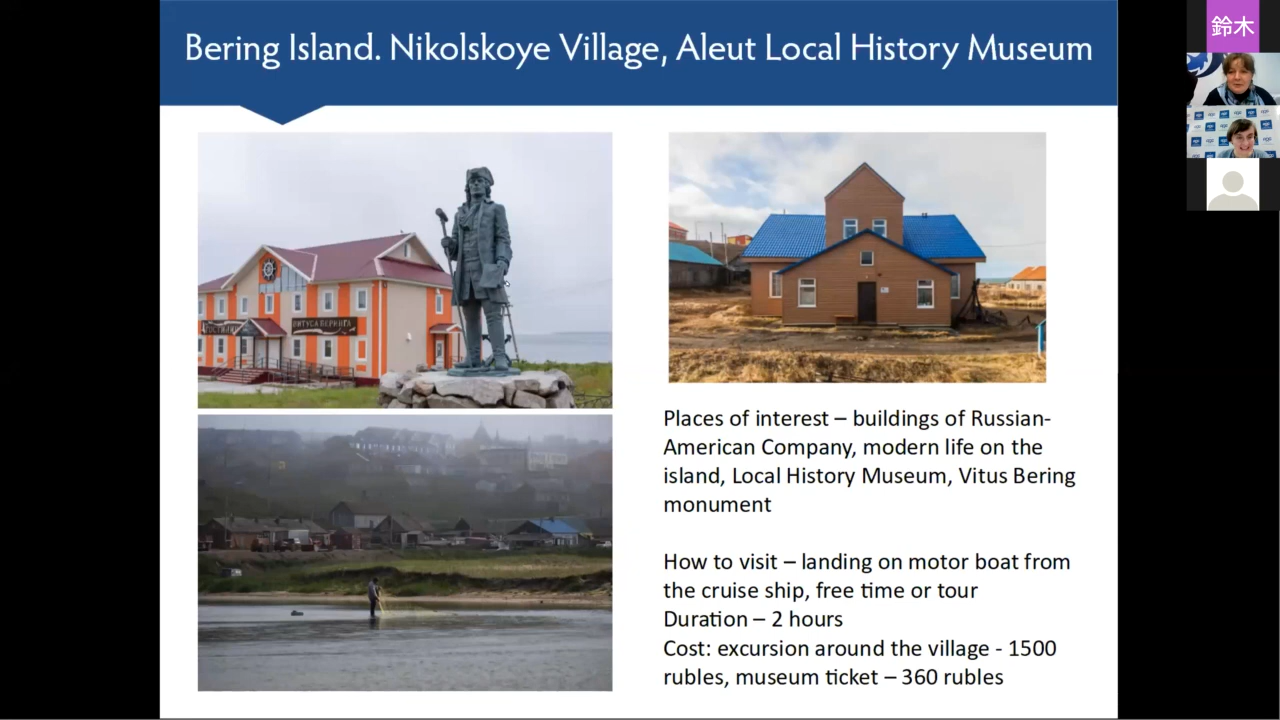 Bering Island. Nikolskoye Village, Aleut Local History Museum
鈴木
ВИТУСА БЕРИНГА
Places of interest – buildings of Russian-
American Company, modern life on the
island, Local History Museum, Vitus Bering
monument
How to visit – landing on motor boat from
the cruise ship, free time or tour
Duration – 2 hours
Cost: excursion around the village - 1500
rubles, museum ticket – 360 rubles